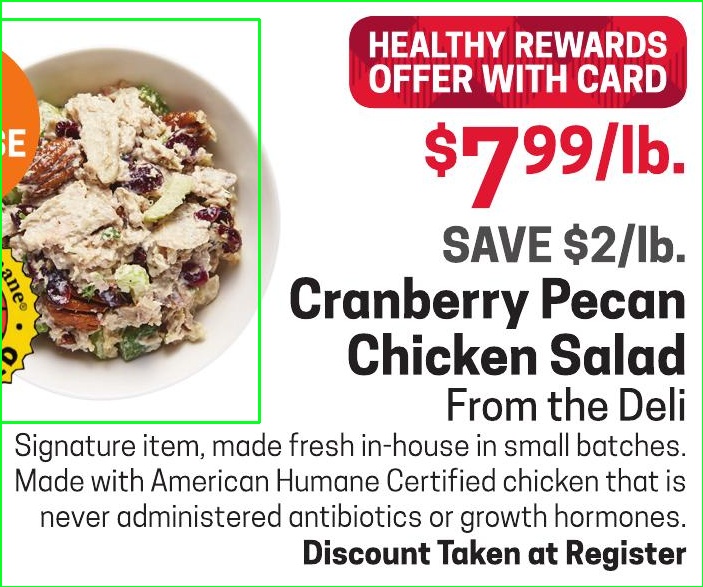 HEALTHY REWARDS
OFFER WITH CARD
$7.99/lb.
SAVE $2/lb.
Cranberry Pecan
Chicken Salad
From the Deli
Signature item, made fresh in-house in small batches.
Made with American Humane Certified chicken that is
never administered antibiotics or growth hormones.
Discount Taken at Register